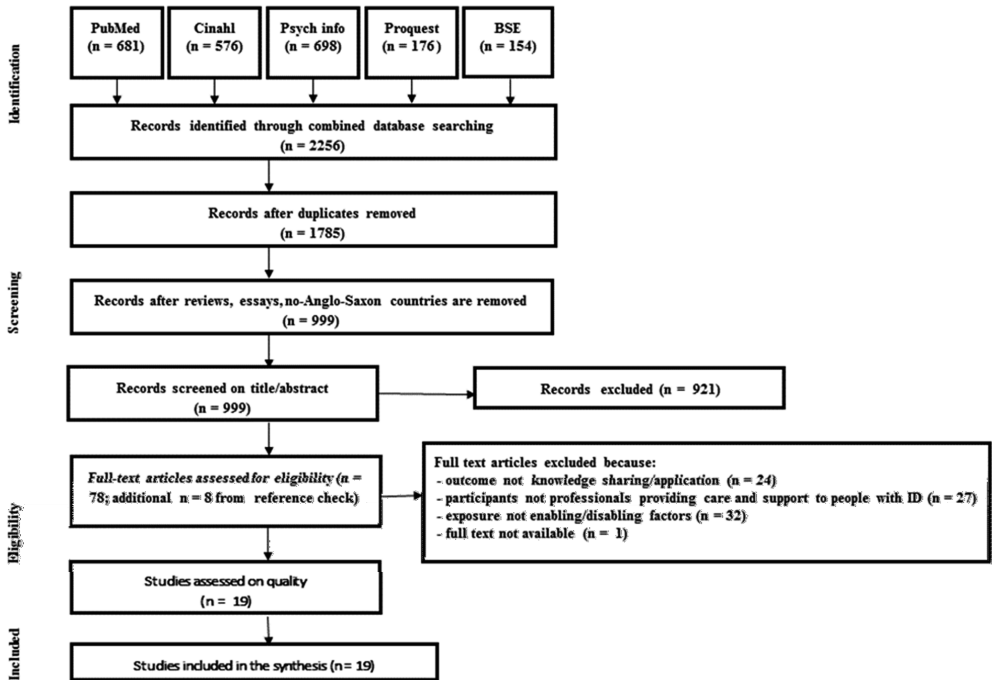 Identification
PubMed
(n = 681)
Cinahl
(n = 576)
Psych info
(n = 698)
Proquest
(n = 176)
BSE
(n = 154)
Records identified through combined database searching
(n = 2256)
Records after duplicates removed
(n = 1785)
Screening
Records after reviews, essays, no-Anglo-Saxon countries are removed
(n = 999)
Records screened on title/abstract
(n = 999)
Records excluded (n = 921)
Eligibility
Full-text articles assessed for eligibility (n =
78; additional n = 8 from reference check)
Full text articles excluded because:
- outcome not knowledge sharing/application (n = 24)
- participants not professionals providing care and support to people with ID (n = 27)
- exposure not enabling/disabling factors (n = 32)
- full text not available (n = 1)
Studies assessed on quality
(n = 19)
Included
Studies included in the synthesis (n = 19)